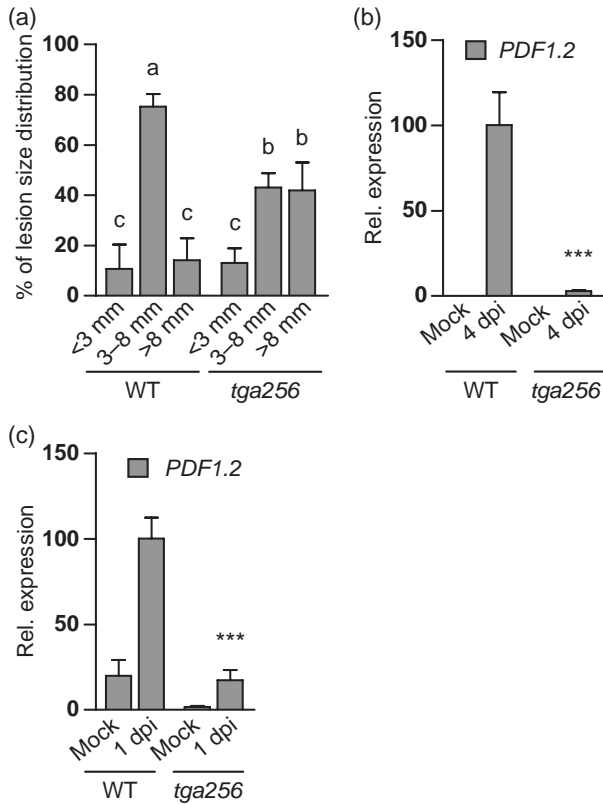 (a)
% of lesion size distribution
100
80
60
40
20
0
c
a
c
c
b
b
<3 mm
3–8 mm
>8 mm
<3 mm
3–8 mm
>8 mm
WT
tga256
(b)
Rel. expression
150
100
50
0
PDF1.2
***
Mock
4 dpi
Mock
4 dpi
WT
tga256
(c)
Rel. expression
150
100
50
0
PDF1.2
***
Mock
1 dpi
Mock
1 dpi
WT
tga256